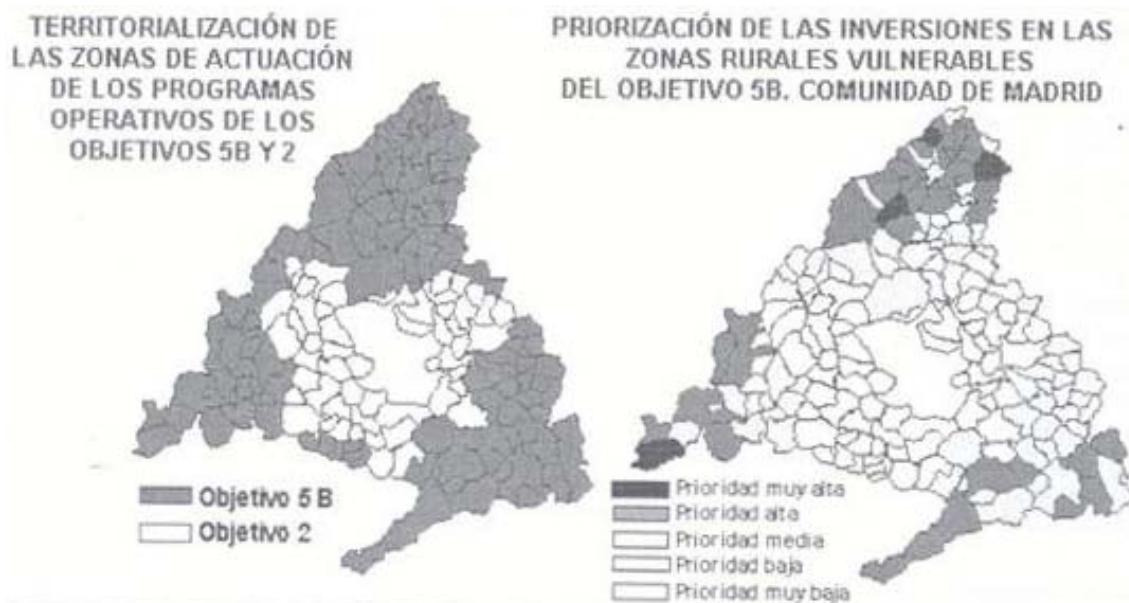 TERRITORIALIZACIÓN DE
LAS ZONAS DE ACTUACIÓN
DE LOS PROGRAMAS
OPERATIVOS DE LOS
OBJETIVOS 5B Y 2
Objetivo 5 B
Objetivo 2
PRIORIZACIÓN DE LAS INVERSIONES EN LAS
ZONAS RURALES VULNERABLES
DEL OBJETIVO 5B. COMUNIDAD DE MADRID
Prioridad muy alta
Prioridad alta
Prioridad media
Prioridad baja
Prioridad muy baja